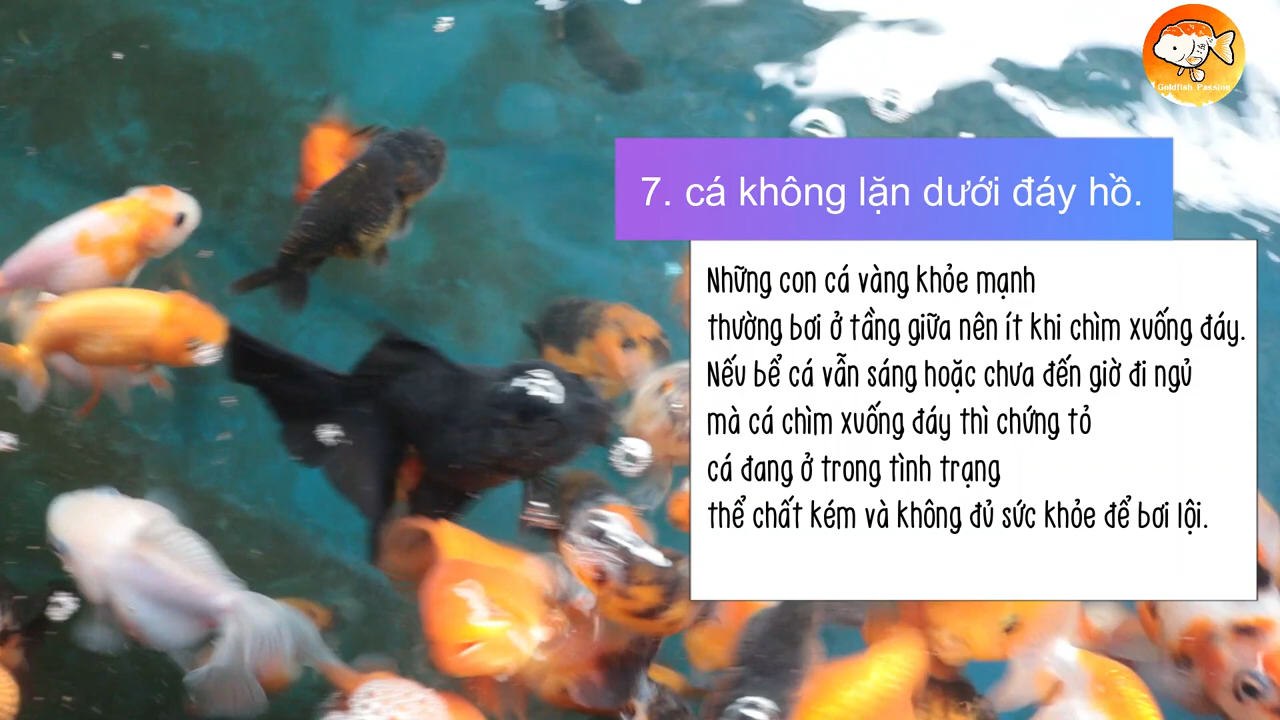 Goldfish Passion
7. cá không lặn dưới đáy hồ.
Những con cá vàng khỏe mạnh
thường bơi ở tầng giữa nên ít khi chìm xuống đáy.
Nếu bể cá vẫn sáng hoặc chưa đến giờ đi ngủ
mà cá chìm xuống đáy thì chứng tỏ
cá đang ở trong tình trạng
thể chất kém và không đủ sức khỏe để bơi lội.